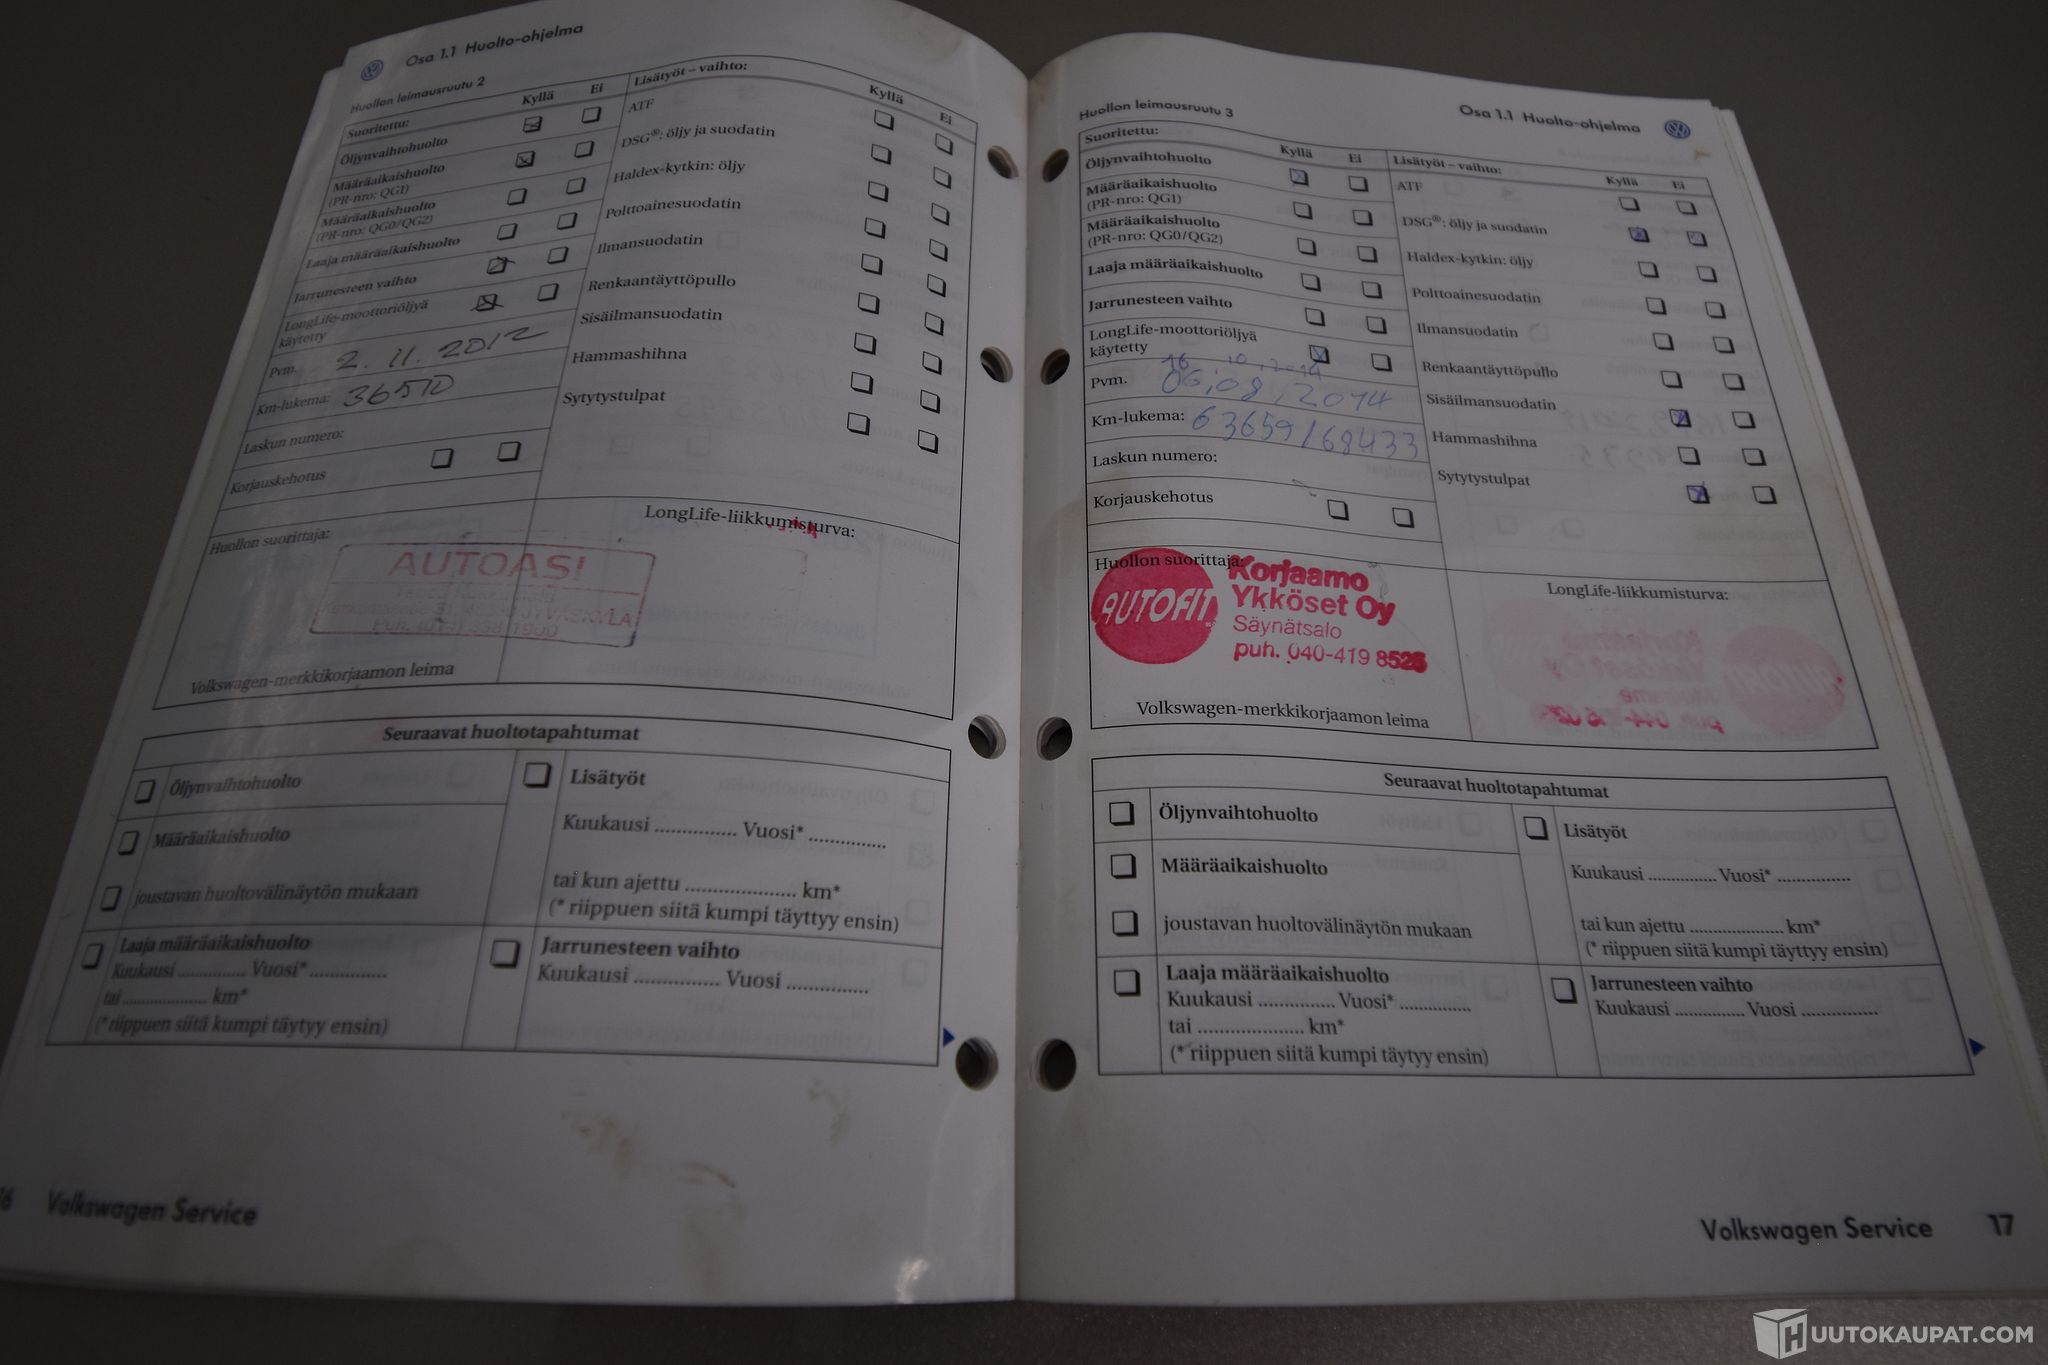 Osa 1.1 Huolto-ohjelma
Huollon leimausruutu 2
Suoritettu: Kyllä Ei
Öljynvaihtohuolto
Määräaikaishuolto
(PR-nro: QG1)
Määräaikaishuolto
(PR-nro: QG0/QG2)
Laaja määräaikaishuolto
Jarrunesteen vaihto
LongLife-moottoriöljyä
käytetty
Pvm. 2.11.2012
Km-lukema: 36510
Laskun numero:
Korjauskehotus
Lisätyöt – vaihto: Kyllä Ei
ATF
DSG®: öljy ja suodatin
Haldex-kytkin: öljy
Polttoainesuodatin
Ilmansuodatin
Renkaantäyttöpullo
Sisäilmansuodatin
Hammashihna
Sytytystulpat
Huollon suorittaja:
AUTOASI
JYVÄSKYLÄ
Puh. (014) 338 1900
Volkswagen-merkkikorjaamon leima
LongLife-liikkumisturva:
Seuraavat huoltotapahtumat
Öljynvaihtohuolto
Määräaikaishuolto
joustavan huoltovälinäytön mukaan
Laaja määräaikaishuolto
Kuukausi ............... Vuosi* ................
tai .................... km*
(* riippuen siitä kumpi täytyy ensin)
Lisätyöt
Kuukausi ............... Vuosi* ...............
tai kun ajettu ..................... km*
(* riippuen siitä kumpi täyttyy ensin)
Jarrunesteen vaihto
Kuukausi ............... Vuosi ...............
16 Volkswagen Service
Huollon leimausruutu 3
Osa 1.1 Huolto-ohjelma
Suoritettu: Kyllä Ei
Öljynvaihtohuolto
Määräaikaishuolto
(PR-nro: QG1)
Määräaikaishuolto
(PR-nro: QG0/QG2)
Laaja määräaikaishuolto
Jarrunesteen vaihto
LongLife-moottoriöljyä
käytetty
16.10.2014
Pvm. 06.08.2014
Km-lukema: 63659/68433
Laskun numero:
Korjauskehotus
Lisätyöt – vaihto: Kyllä Ei
ATF
DSG®: öljy ja suodatin
Haldex-kytkin: öljy
Polttoainesuodatin
Ilmansuodatin
Renkaantäyttöpullo
Sisäilmansuodatin
Hammashihna
Sytytystulpat
Huollon suorittaja:
AUTOFIT
Korjaamo
Ykköset Oy
Säynätsalo
puh. 040-419 8525
Volkswagen-merkkikorjaamon leima
LongLife-liikkumisturva:
Seuraavat huoltotapahtumat
Öljynvaihtohuolto
Määräaikaishuolto
joustavan huoltovälinäytön mukaan
Laaja määräaikaishuolto
Kuukausi ............... Vuosi* ..............
tai ..................... km*
(* riippuen siitä kumpi täytyy ensin)
Lisätyöt
Kuukausi .............. Vuosi* ...............
tai kun ajettu .................... km*
(* riippuen siitä kumpi täyttyy ensin)
Jarrunesteen vaihto
Kuukausi .............. Vuosi ................
Volkswagen Service 17
HUUTOKAUPAT.COM